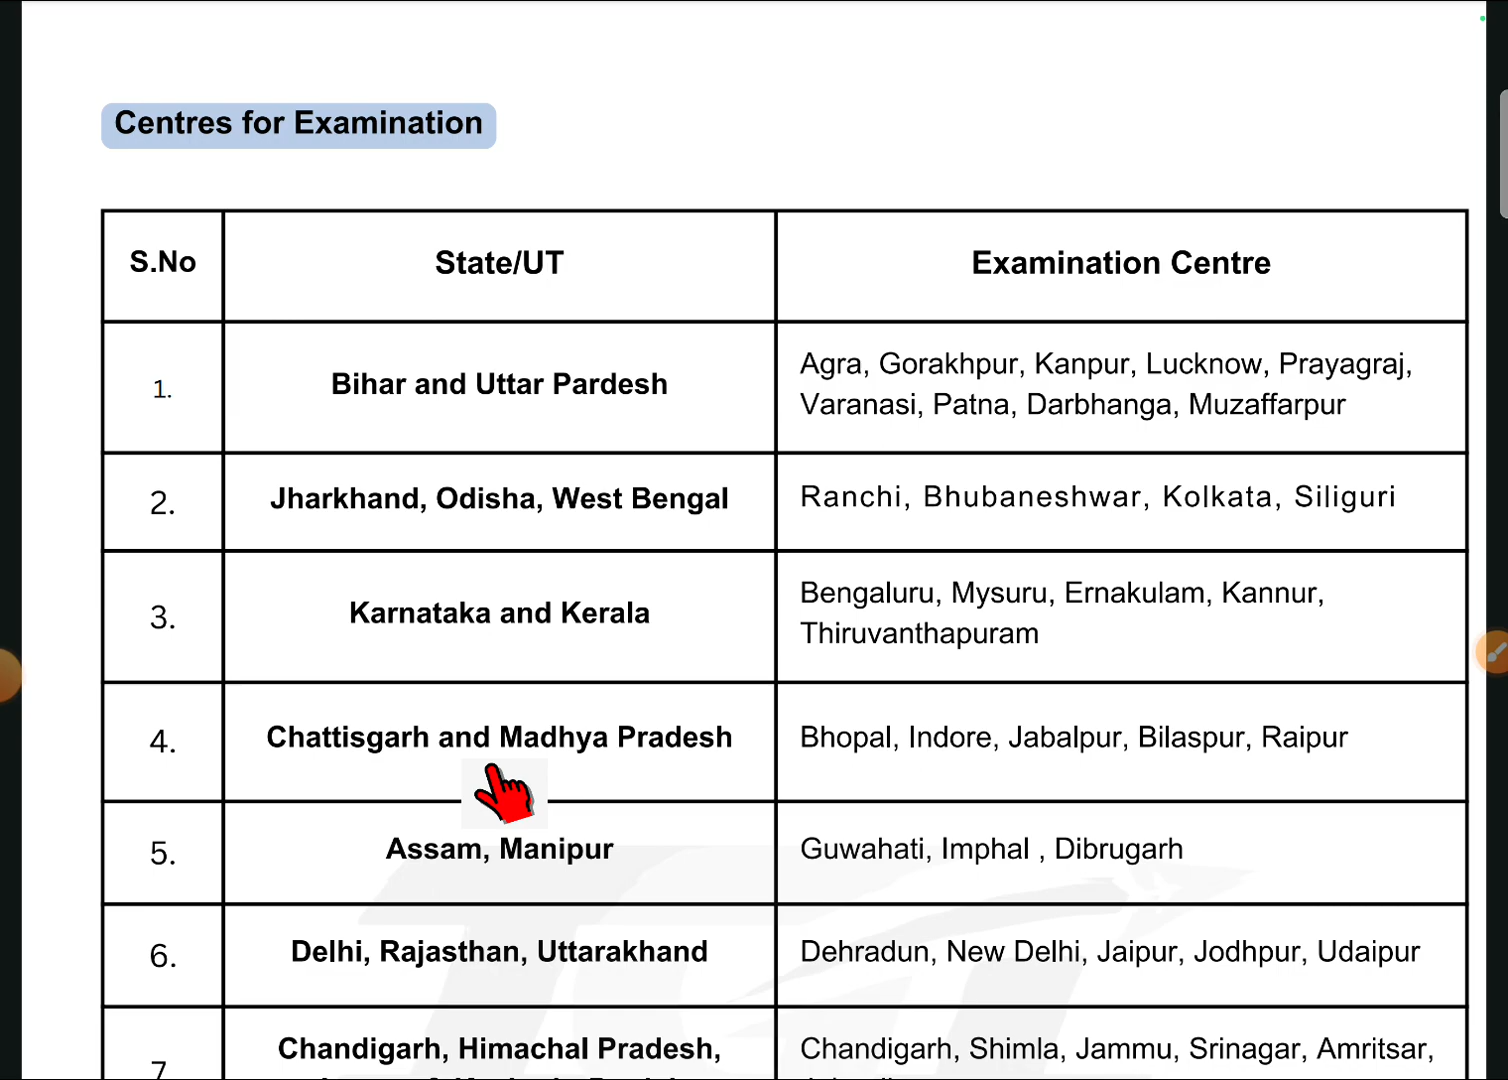 Centres for Examination
S.No State/UT Examination Centre
1. Bihar and Uttar Pardesh Agra, Gorakhpur, Kanpur, Lucknow, Prayagraj,
Varanasi, Patna, Darbhanga, Muzaffarpur
2. Jharkhand, Odisha, West Bengal Ranchi, Bhubaneshwar, Kolkata, Siliguri
3. Karnataka and Kerala Bengaluru, Mysuru, Ernakulam, Kannur,
Thiruvanthapuram
4. Chattisgarh and Madhya Pradesh Bhopal, Indore, Jabalpur, Bilaspur, Raipur
5. Assam, Manipur Guwahati, Imphal , Dibrugarh
6. Delhi, Rajasthan, Uttarakhand Dehradun, New Delhi, Jaipur, Jodhpur, Udaipur
7 Chandigarh, Himachal Pradesh, Chandigarh, Shimla, Jammu, Srinagar, Amritsar,